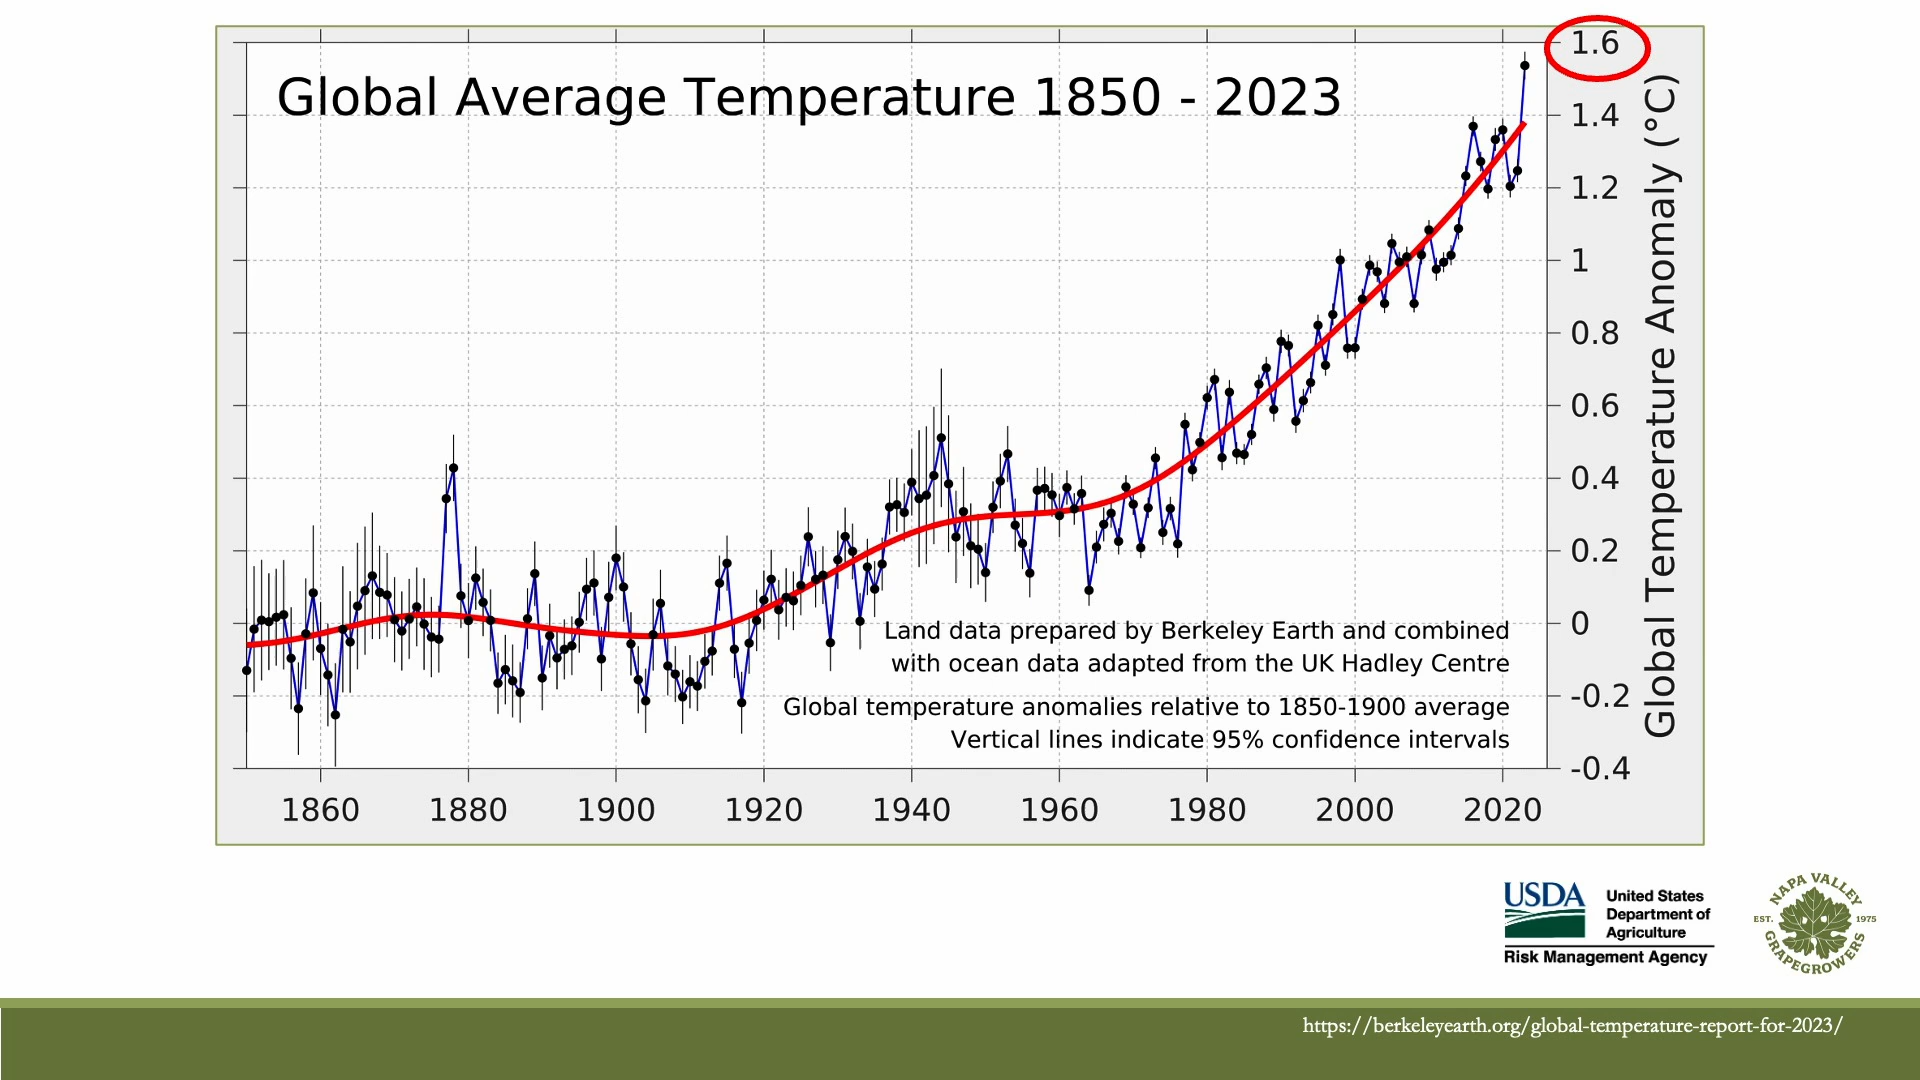 Global Average Temperature 1850 - 2023
1.6
1.4
1.2
1
0.8
0.6
0.4
0.2
0
-0.2
-0.4
Global Temperature Anomaly (°C)
Land data prepared by Berkeley Earth and combined
with ocean data adapted from the UK Hadley Centre
Global temperature anomalies relative to 1850-1900 average
Vertical lines indicate 95% confidence intervals
1860 1880 1900 1920 1940 1960 1980 2000 2020
USDA
United States
Department of
Agriculture
Risk Management Agency
NAPA VALLEY
EST. 1975
GRAPEGROWERS
https://berkeleyearth.org/global-temperature-report-for-2023/